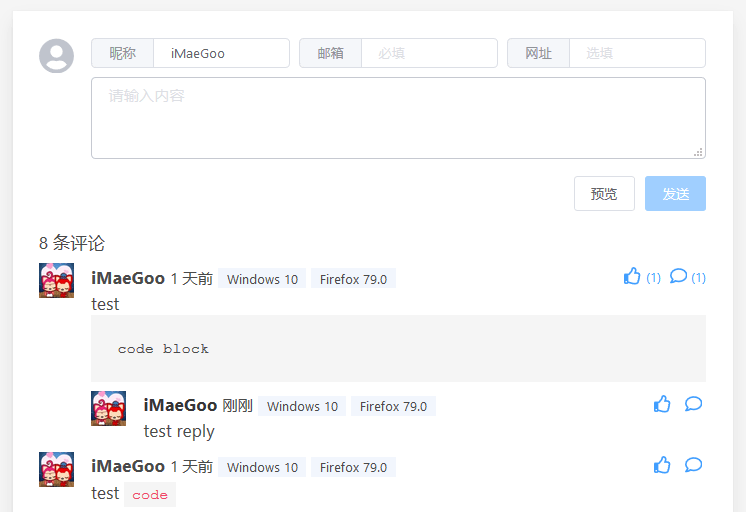 昵称 iMaeGoo 邮箱 必填 网址 选填
请输入内容
预览 发送
8 条评论
iMaeGoo 1 天前 Windows 10 Firefox 79.0 (1) (1)
test
code block
iMaeGoo 刚刚 Windows 10 Firefox 79.0
test reply
iMaeGoo 1 天前 Windows 10 Firefox 79.0
test code